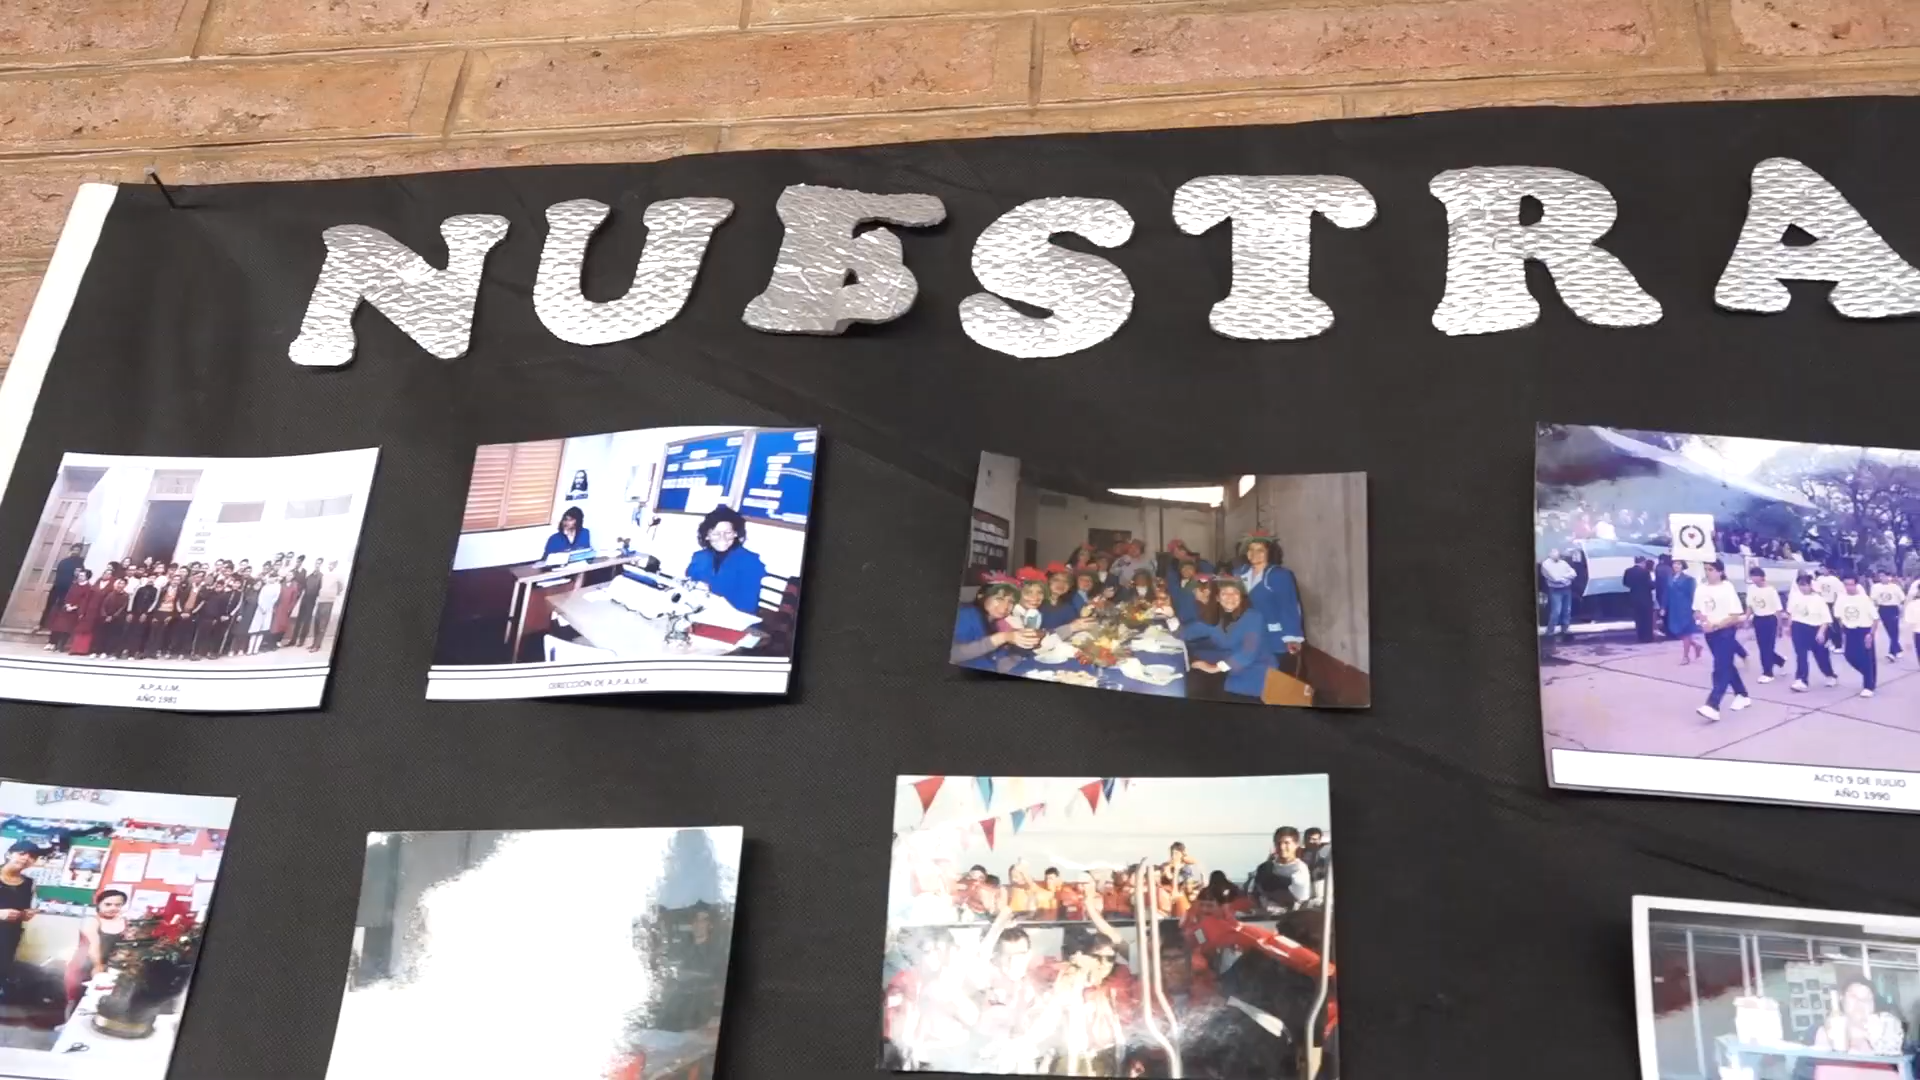 NUESTRA
A.P.A.I.M.
AÑO 1981
DIRECCIÓN DE A.P.A.I.M.
ACTO 9 DE JULIO
AÑO 1990